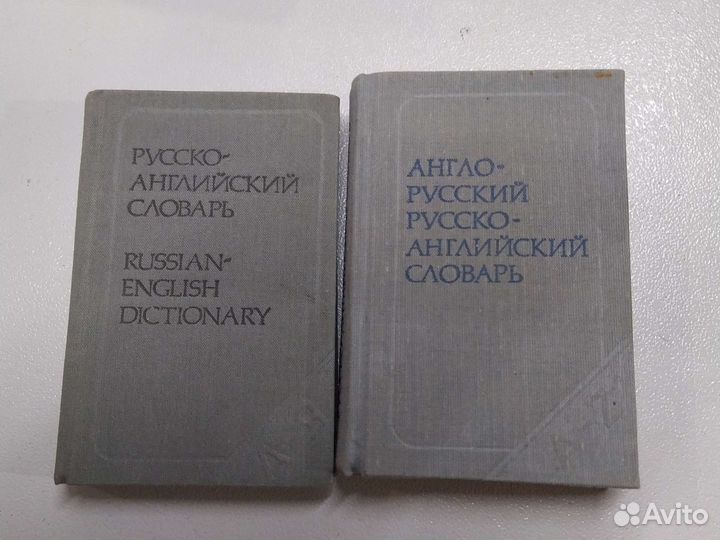 РУССКО-
АНГЛИЙСКИЙ
СЛОВАРЬ
RUSSIAN-
ENGLISH
DICTIONARY
АНГЛО-
РУССКИЙ
РУССКО-
АНГЛИЙСКИЙ
СЛОВАРЬ
A-Z
Avito